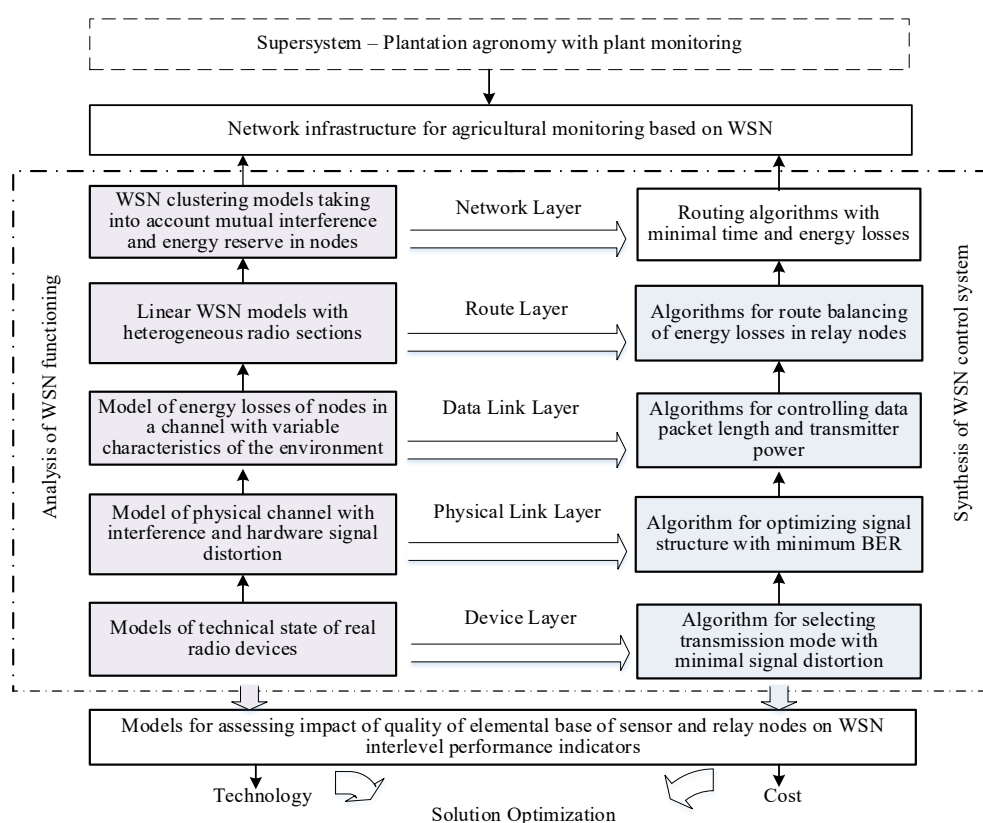 Supersystem – Plantation agronomy with plant monitoring
Network infrastructure for agricultural monitoring based on WSN
Analysis of WSN functioning
WSN clustering models taking
into account mutual interference
and energy reserve in nodes
Network Layer
Routing algorithms with
minimal time and energy losses
Linear WSN models with
heterogeneous radio sections
Route Layer
Algorithms for route balancing
of energy losses in relay nodes
Model of energy losses of nodes in
a channel with variable
characteristics of the environment
Data Link Layer
Algorithms for controlling data
packet length and transmitter
power
Model of physical channel with
interference and hardware signal
distortion
Physical Link Layer
Algorithm for optimizing signal
structure with minimum BER
Models of technical state of real
radio devices
Device Layer
Algorithm for selecting
transmission mode with
minimal signal distortion
Synthesis of WSN control system
Models for assessing impact of quality of elemental base of sensor and relay nodes on WSN
interlevel performance indicators
Technology
Cost
Solution Optimization